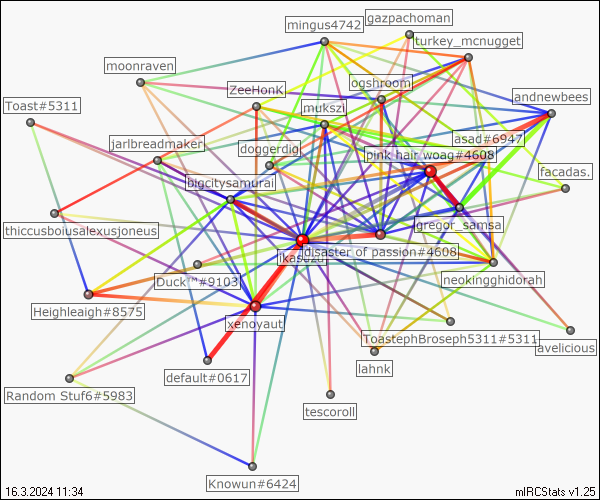 gazpachoman
mingus4742
turkey_mcnugget
moonraven
ogshroom
ZeeHonK
andnewbees
Toast#5311
mukszi
asad#6947
jarlbreadmaker
doggerdig
pink hair woag#4608
facadas.
bigcitysamurai
gregor_samsa
thiccusboiusalexusjoneus
disaster of passion#4608
neokingghidorah
Duck™#9103
Heighleaigh#8575
xenoyaut
ToastephBroseph5311#5311
avelicious
lahnk
default#0617
Random Stuf6#5983
tescoroll
Knowun#6424
16.3.2024 11:34
mIRCStats v1.25